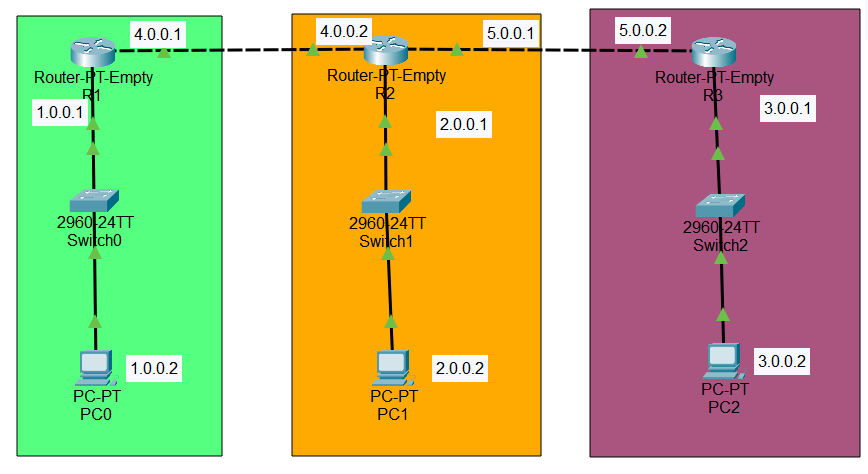 4.0.0.1
4.0.0.2
5.0.0.1
5.0.0.2
Router-PT-Empty
R1
Router-PT-Empty
R2
Router-PT-Empty
R3
1.0.0.1
2.0.0.1
3.0.0.1
2960-24TT
Switch0
2960-24TT
Switch1
2960-24TT
Switch2
1.0.0.2
2.0.0.2
3.0.0.2
PC-PT
PC0
PC-PT
PC1
PC-PT
PC2